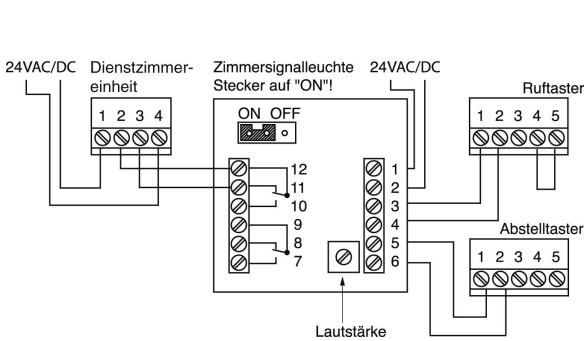 24VAC/DC
Dienstzimmer-
einheit
Zimmersignalleuchte
Stecker auf "ON"!
24VAC/DC
Ruftaster
ON OFF
1 2 3 4
1 2 3 4 5
12
11
10
9
8
7
1
2
3
4
5
6
Abstelltaster
1 2 3 4 5
Lautstärke